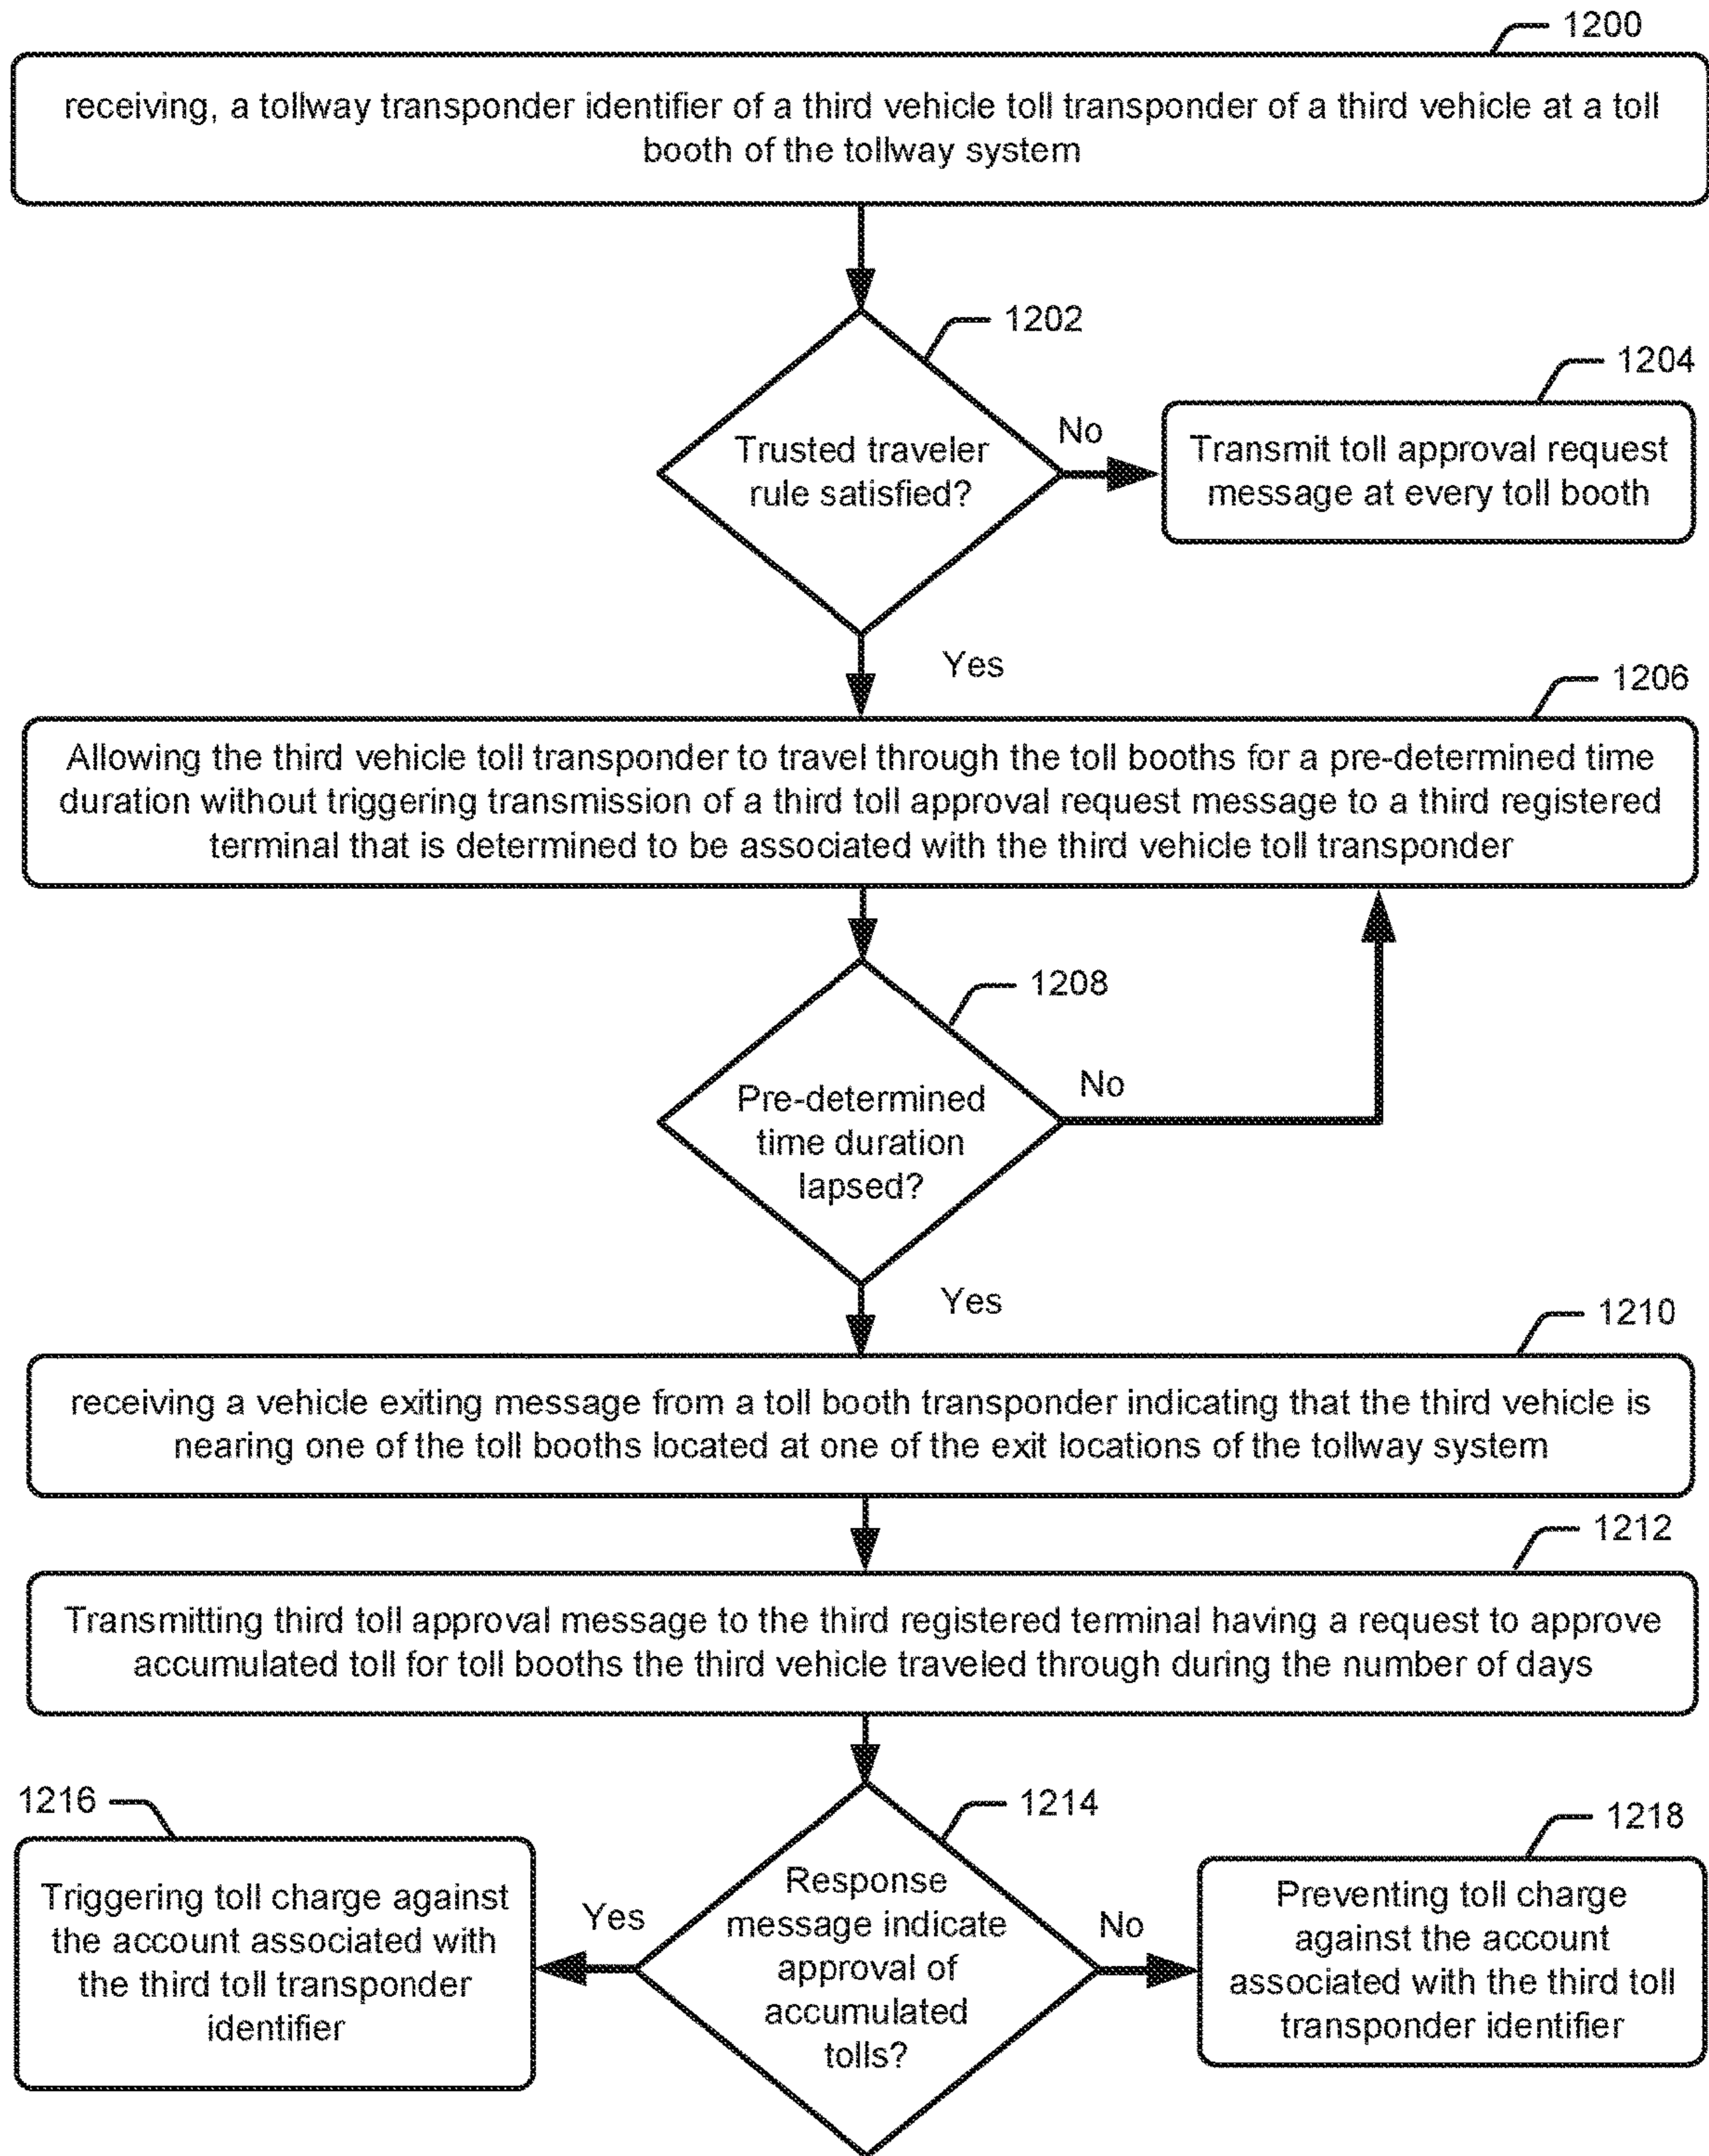 1200
receiving, a tollway transponder identifier of a third vehicle toll transponder of a third vehicle at a toll
booth of the tollway system
1202
1204
Trusted traveler
rule satisfied?
No
Transmit toll approval request
message at every toll booth
Yes
1206
Allowing the third vehicle toll transponder to travel through the toll booths for a pre-determined time
duration without triggering transmission of a third toll approval request message to a third registered
terminal that is determined to be associated with the third vehicle toll transponder
1208
Pre-determined
time duration
lapsed?
No
Yes
1210
receiving a vehicle exiting message from a toll booth transponder indicating that the third vehicle is
nearing one of the toll booths located at one of the exit locations of the tollway system
1212
Transmitting third toll approval message to the third registered terminal having a request to approve
accumulated toll for toll booths the third vehicle traveled through during the number of days
1216
1214
1218
Triggering toll charge against
the account associated with
the third toll transponder
identifier
Yes
Response
message indicate
approval of
accumulated
tolls?
No
Preventing toll charge
against the account
associated with the third toll
transponder identifier